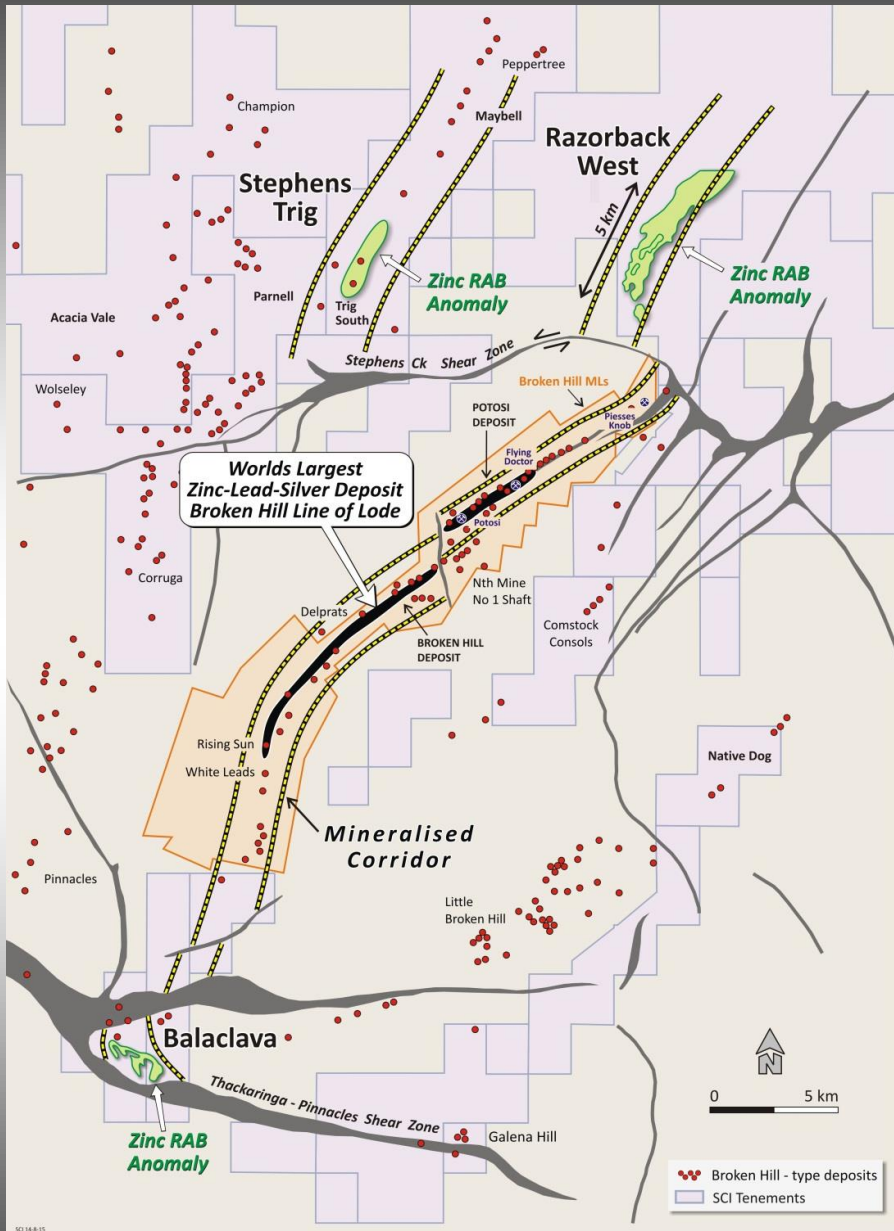 Peppertree
Champion
Maybell
Razorback
West
Stephens
Trig
5 km
Zinc RAB
Anomaly
Zinc RAB
Anomaly
Parnell
Trig
South
Acacia Vale
Stephens Ck Shear Zone
Wolseley
Broken Hill MLs
POTOSI
DEPOSIT
Piesses
Knob
Flying
Doctor
Worlds Largest
Zinc-Lead-Silver Deposit
Broken Hill Line of Lode
Potosi
Corruga
Nth Mine
No 1 Shaft
Delprats
Comstock
Consols
BROKEN HILL
DEPOSIT
Rising Sun
White Leads
Native Dog
Mineralised
Corridor
Pinnacles
Little
Broken Hill
Balaclava
N
0 5 km
Thackaringa - Pinnacles Shear Zone
Zinc RAB
Anomaly
Galena Hill
Broken Hill - type deposits
SCI Tenements
SCI 14-8-15